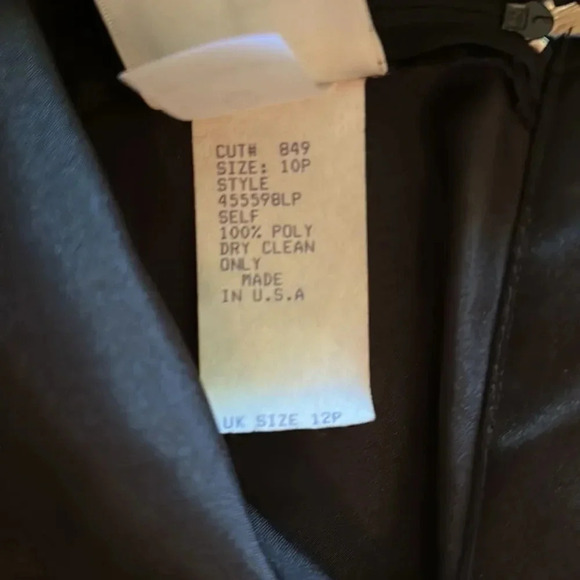 CUT# 849
SIZE: 10P
STYLE
455598LP
SELF
100% POLY
DRY CLEAN
ONLY
MADE
IN U.S.A
UK SIZE 12P